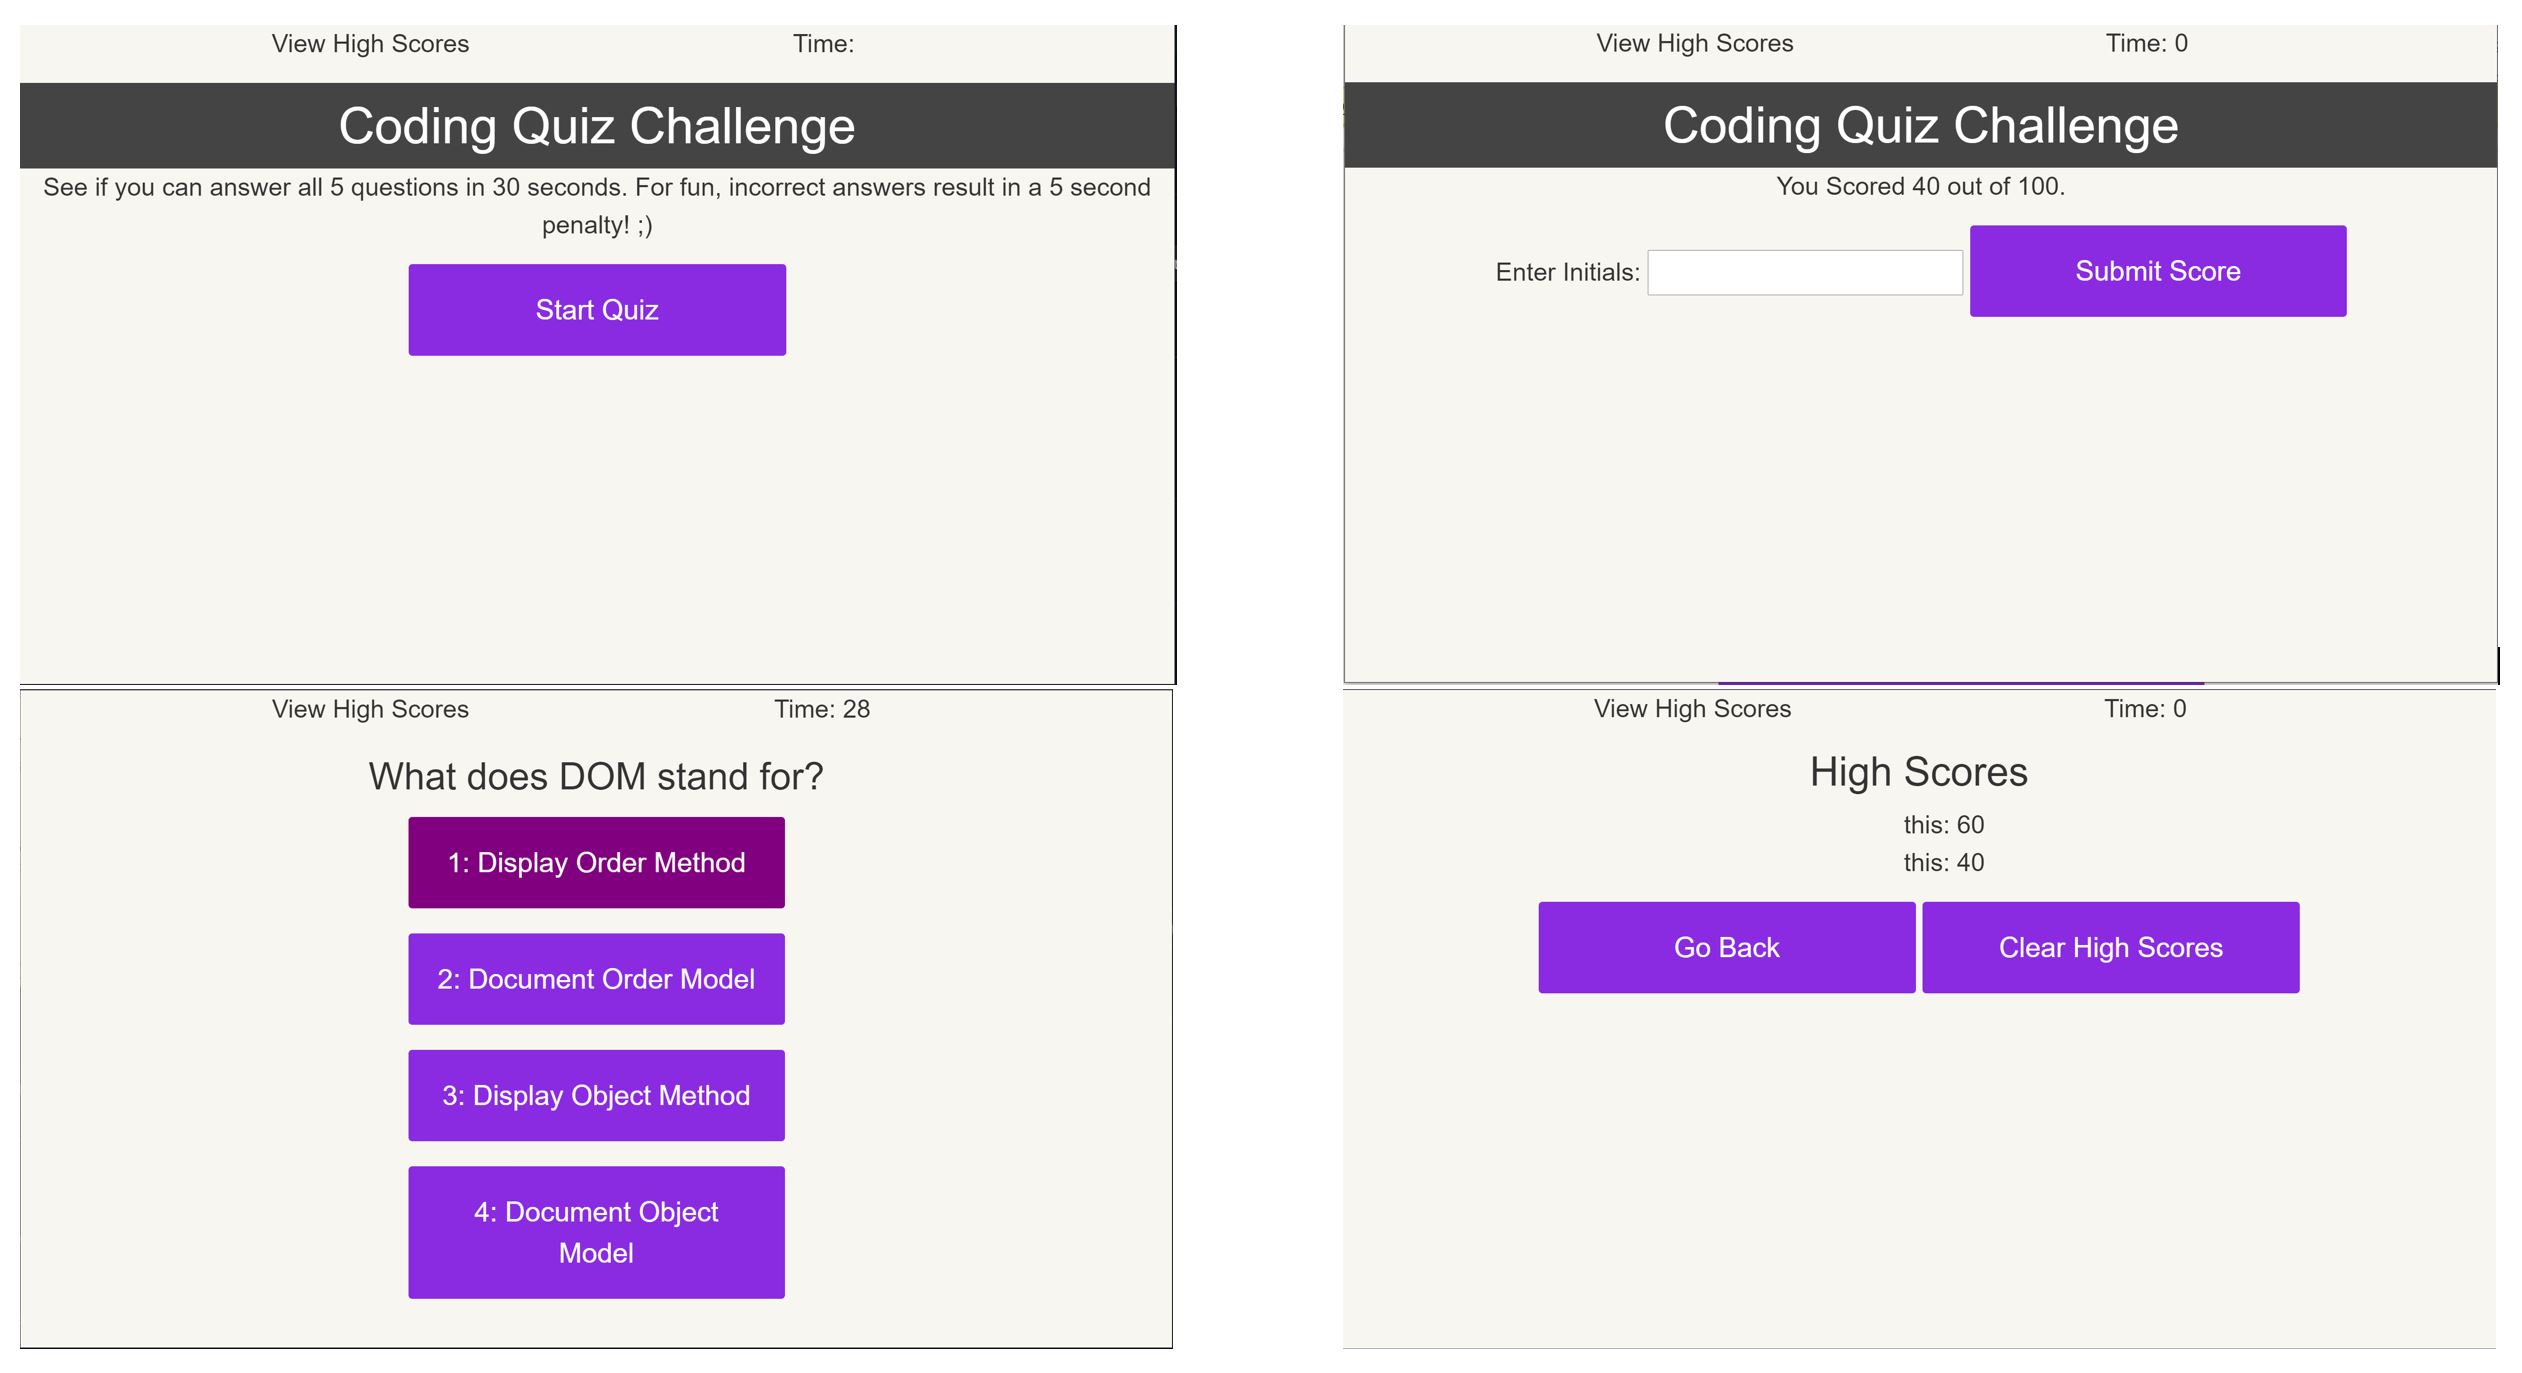 View High Scores
Time:
Coding Quiz Challenge
See if you can answer all 5 questions in 30 seconds. For fun, incorrect answers result in a 5 second
penalty! ;)
Start Quiz
View High Scores
Time: 0
Coding Quiz Challenge
You Scored 40 out of 100.
Enter Initials:
Submit Score
View High Scores
Time: 28
What does DOM stand for?
1: Display Order Method
2: Document Order Model
3: Display Object Method
4: Document Object
Model
View High Scores
Time: 0
High Scores
this: 60
this: 40
Go Back
Clear High Scores